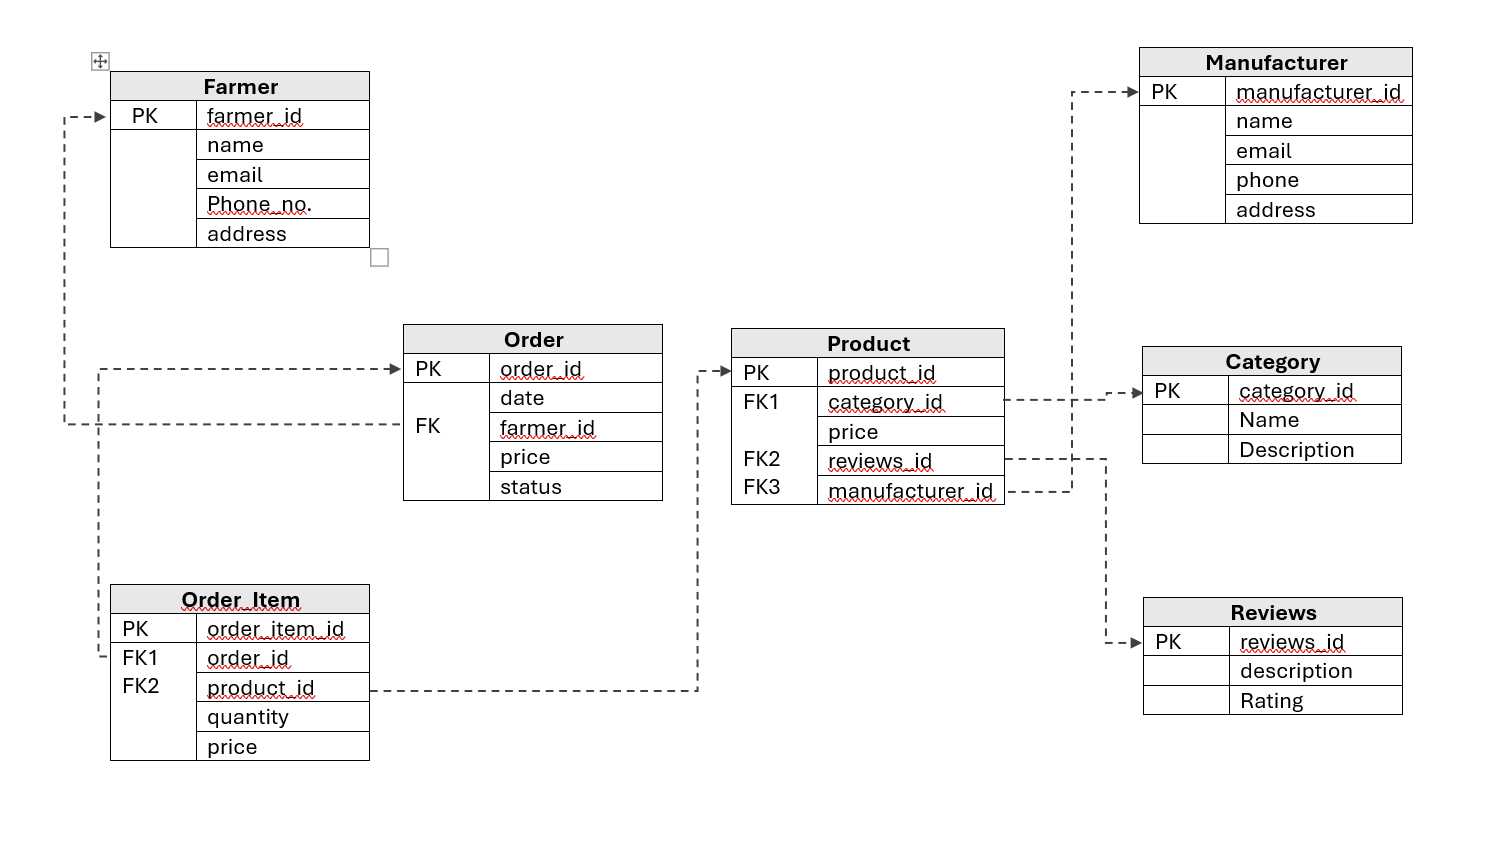 Farmer
PK farmer_id
name
email
Phone_no.
address
Manufacturer
PK manufacturer_id
name
email
phone
address
Order
PK order_id
date
FK farmer_id
price
status
Product
PK product_id
FK1 category_id
price
FK2 reviews_id
FK3 manufacturer_id
Category
PK category_id
Name
Description
Order_Item
PK order_item_id
FK1 order_id
FK2 product_id
quantity
price
Reviews
PK reviews_id
description
Rating